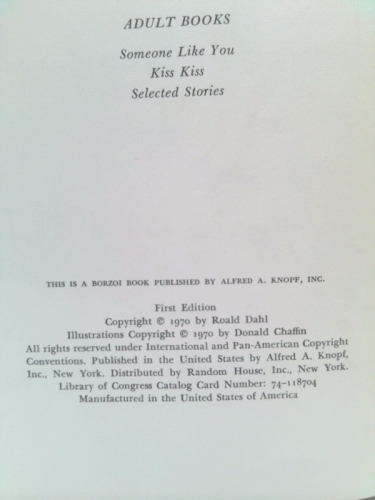 ADULT BOOKS
Someone Like You
Kiss Kiss
Selected Stories
THIS IS A BORZOI BOOK PUBLISHED BY ALFRED A. KNOPF, INC.
First Edition
Copyright © 1970 by Roald Dahl
Illustrations Copyright © 1970 by Donald Chaffin
All rights reserved under International and Pan-American Copyright
Conventions. Published in the United States by Alfred A. Knopf,
Inc., New York. Distributed by Random House, Inc., New York.
Library of Congress Catalog Card Number: 74-118704
Manufactured in the United States of America